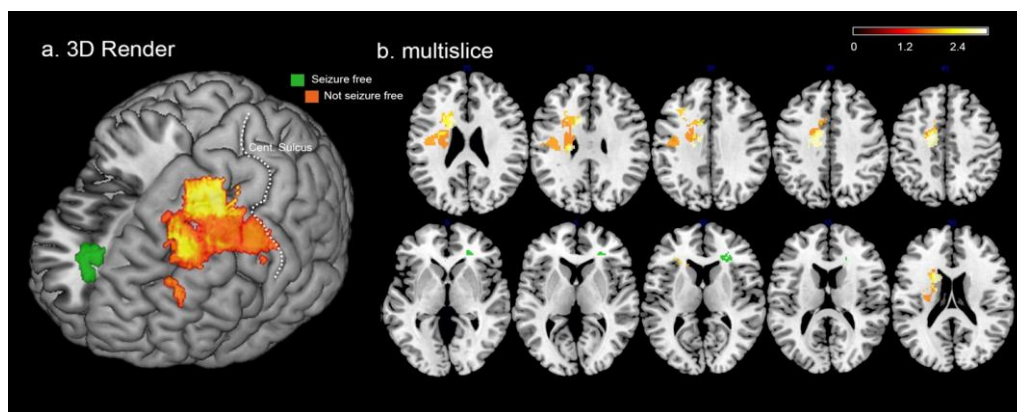 a. 3D Render
Seizure free
Not seizure free
Cent. Sulcus
b. multislice
0 1.2 2.4